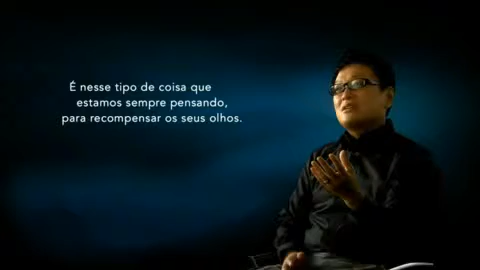 É nesse tipo de coisa que
estamos sempre pensando,
para recompensar os seus olhos.